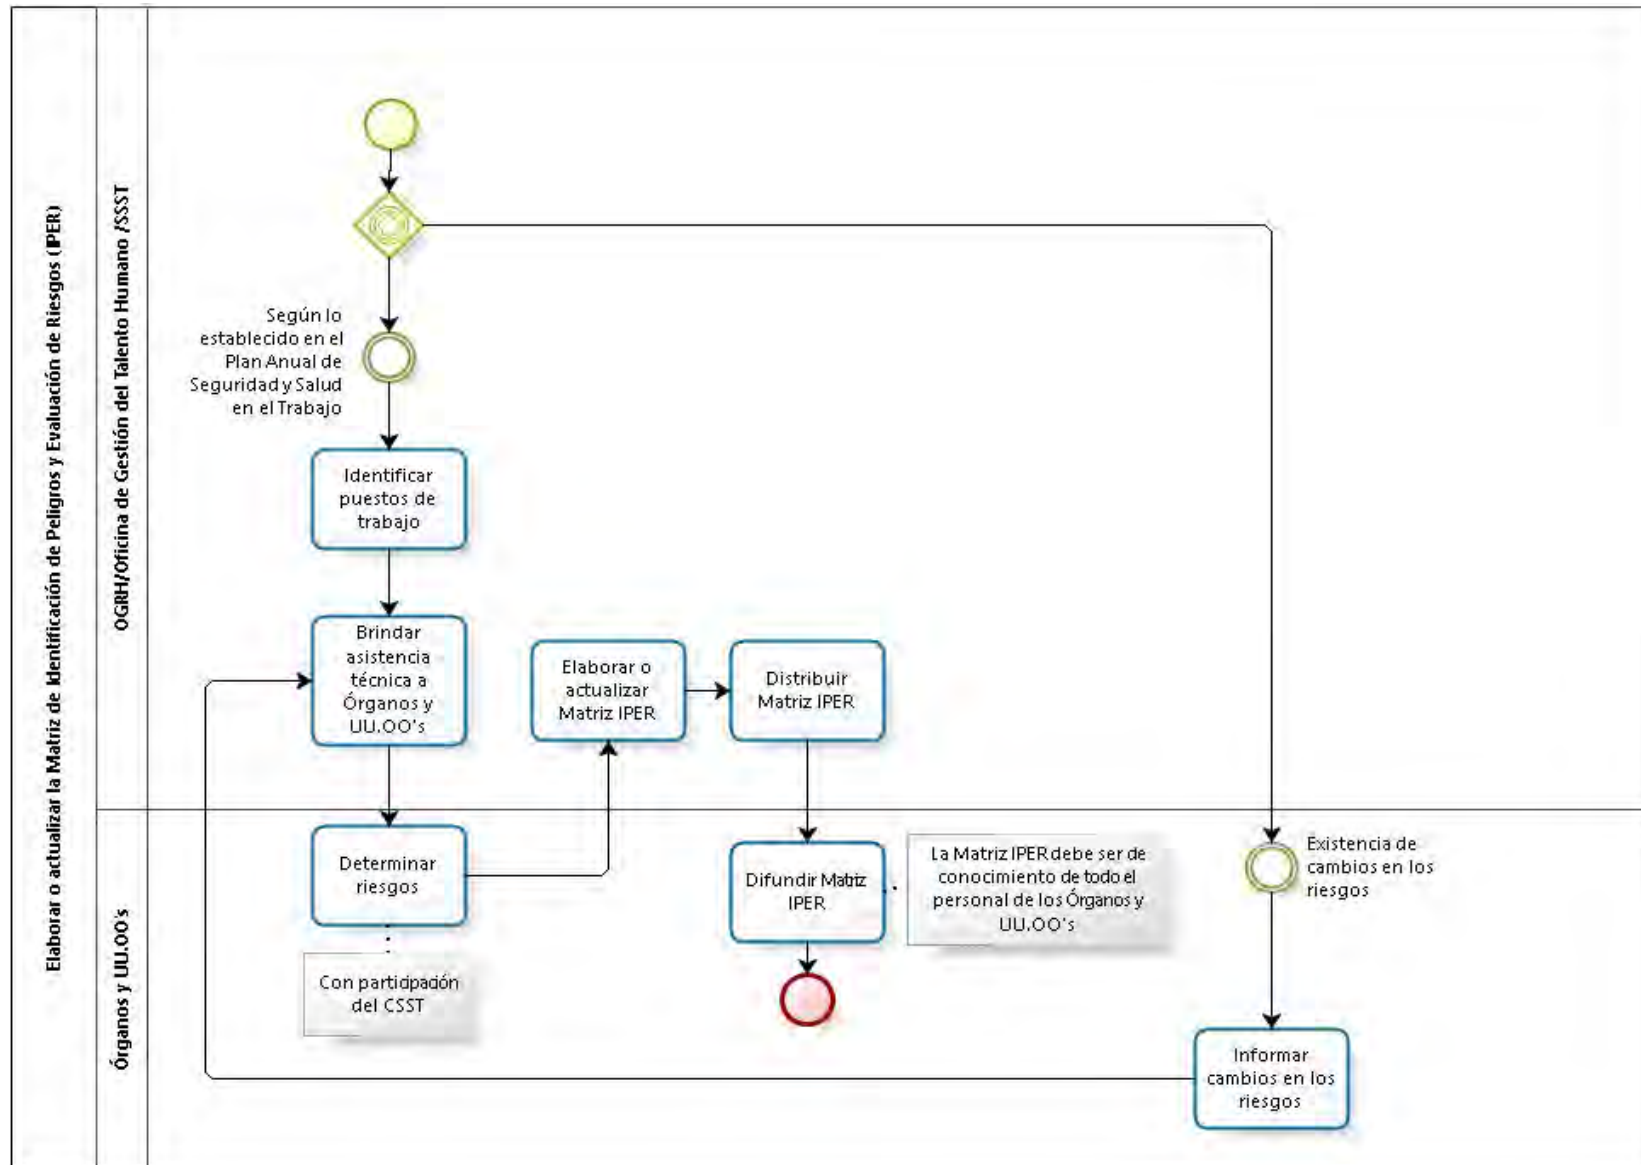 Elaborar o actualizar la Matriz de Identificación de Peligros y Evaluación de Riesgos (IPER)
OGRH/Oficina de Gestión del Talento Humano /SSST
Según lo
establecido en el
Plan Anual de
Seguridad y Salud
en el Trabajo
Identificar
puestos de
trabajo
Brindar
asistencia
técnica a
Órganos y
UU.OO's
Elaborar o
actualizar
Matriz IPER
Distribuir
Matriz IPER
Órganos y UU.OO's
Determinar
riesgos
Con participación
del CSST
Difundir Matriz
IPER
La Matriz IPER debe ser de
conocimiento de todo el
personal de los Órganos y
UU.OO's
Existencia de
cambios en los
riesgos
Informar
cambios en los
riesgos